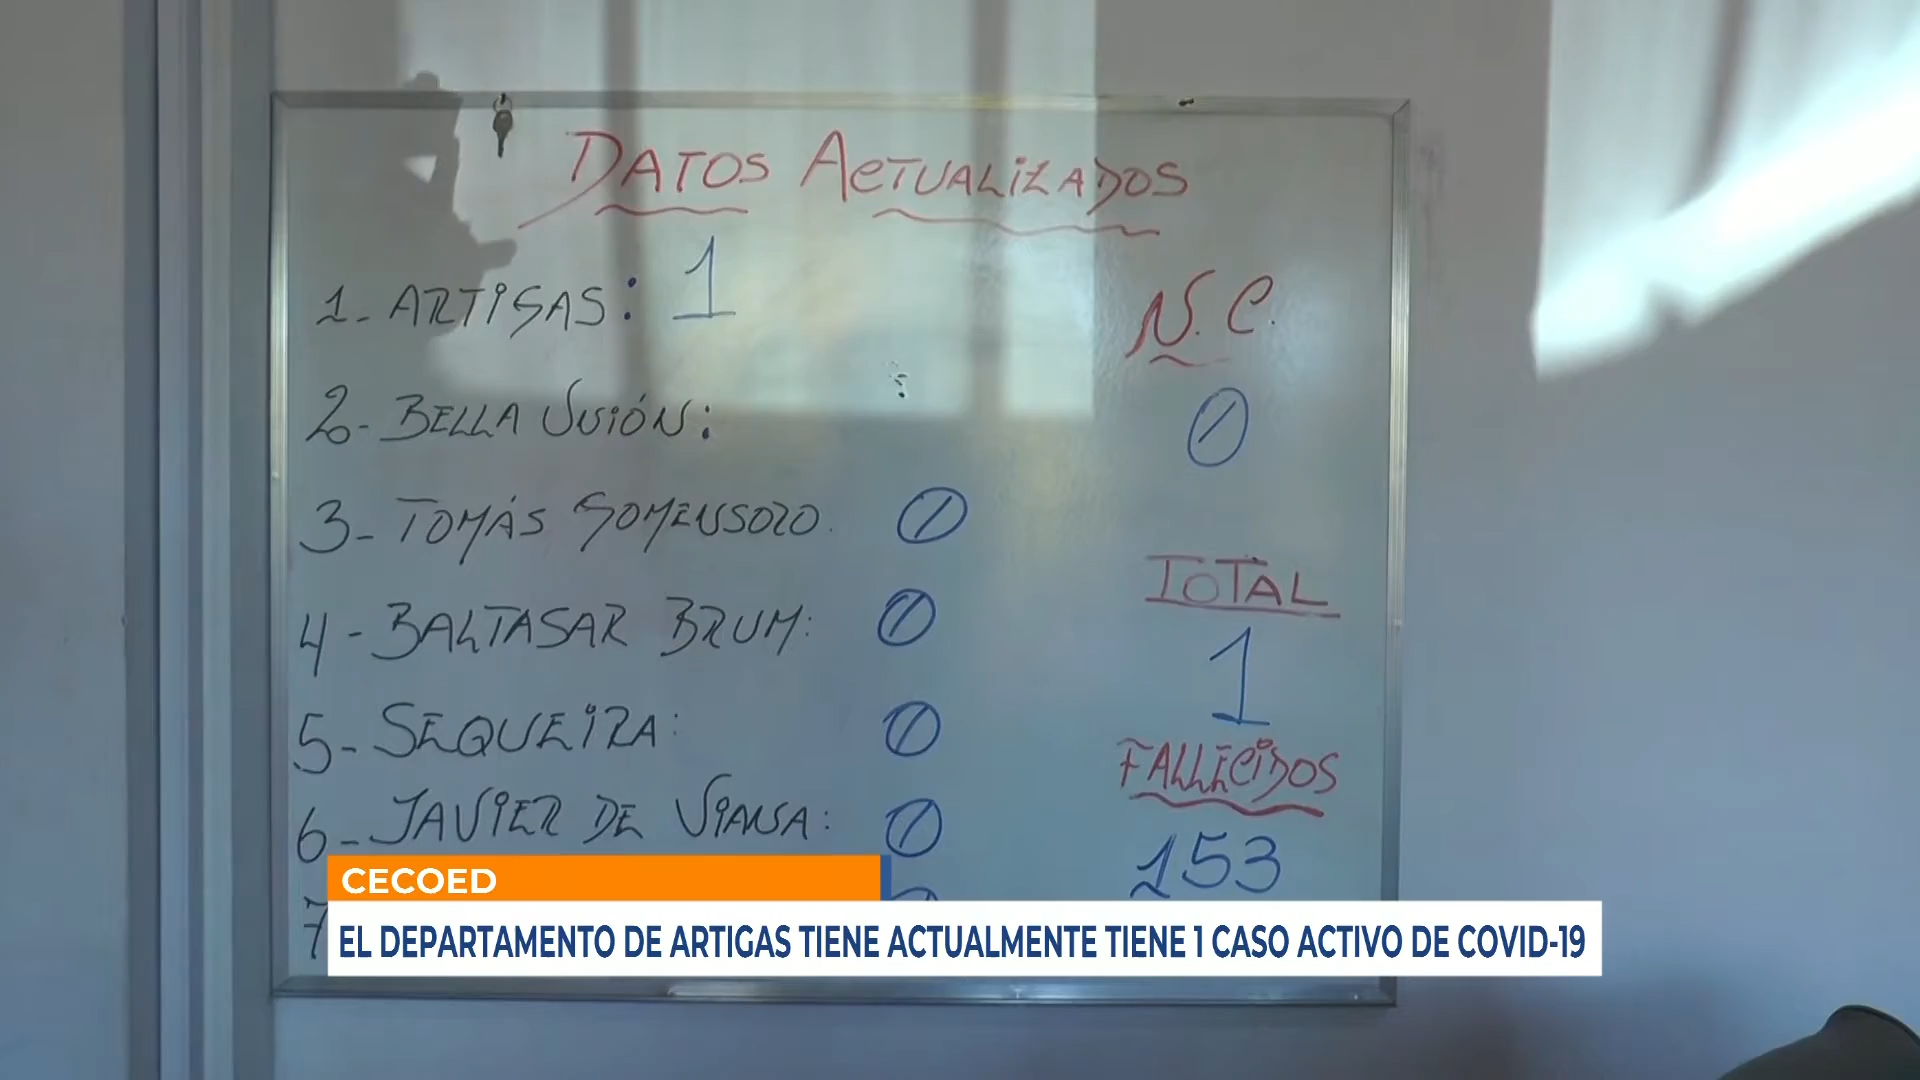 DATOS ACTUALIZADOS
1- ARTIGAS: 1
2- BELLA UNIÓN:
3- TOMÁS GOMENSORO. 0
4- BALTASAR BRUM: 0
5- SEQUEIRA: 0
6- JAVIER DE VIANA: 0
7
N.C.
0
TOTAL
1
FALLECIDOS
153
CECOED
EL DEPARTAMENTO DE ARTIGAS TIENE ACTUALMENTE TIENE 1 CASO ACTIVO DE COVID-19